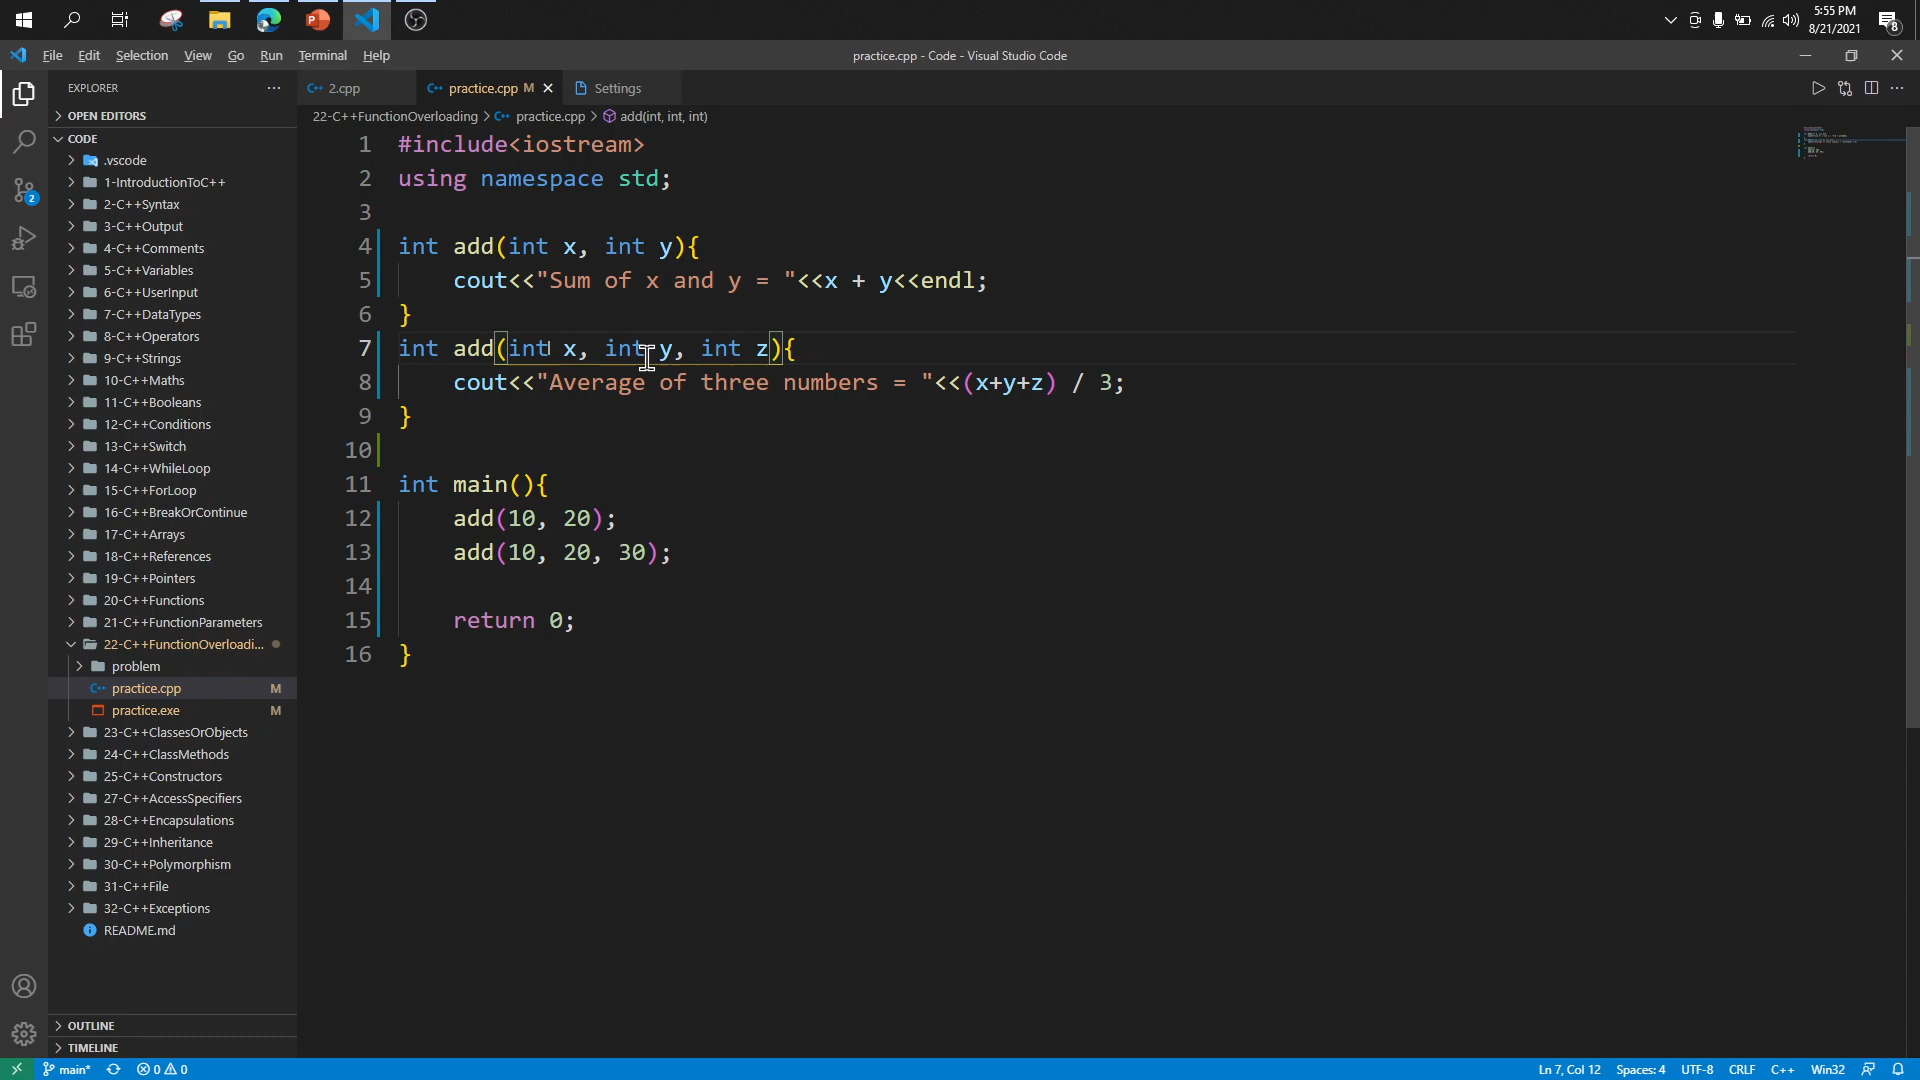 5:55 PM
8/21/2021
8
File Edit Selection View Go Run Terminal Help
practice.cpp - Code - Visual Studio Code
EXPLORER
2.cpp
practice.cpp M
Settings
OPEN EDITORS
22-C++FunctionOverloading > practice.cpp > add(int, int, int)
CODE
.vscode
1-IntroductionToC++
2-C++Syntax
3-C++Output
4-C++Comments
5-C++Variables
6-C++UserInput
7-C++DataTypes
8-C++Operators
9-C++Strings
10-C++Maths
11-C++Booleans
12-C++Conditions
13-C++Switch
14-C++WhileLoop
15-C++ForLoop
16-C++BreakOrContinue
17-C++Arrays
18-C++References
19-C++Pointers
20-C++Functions
21-C++FunctionParameters
22-C++FunctionOverloadi...
problem
practice.cpp M
practice.exe M
23-C++ClassesOrObjects
24-C++ClassMethods
25-C++Constructors
27-C++AccessSpecifiers
28-C++Encapsulations
29-C++Inheritance
30-C++Polymorphism
31-C++File
32-C++Exceptions
README.md
OUTLINE
TIMELINE
2
1 #include<iostream>
2 using namespace std;
3
4 int add(int x, int y){
5 cout<<"Sum of x and y = "<<x + y<<endl;
6 }
7 int add(int x, int y, int z){
8 cout<<"Average of three numbers = "<<(x+y+z) / 3;
9 }
10
11 int main(){
12 add(10, 20);
13 add(10, 20, 30);
14
15 return 0;
16 }
main* 0 0
Ln 7, Col 12 Spaces: 4 UTF-8 CRLF C++ Win32